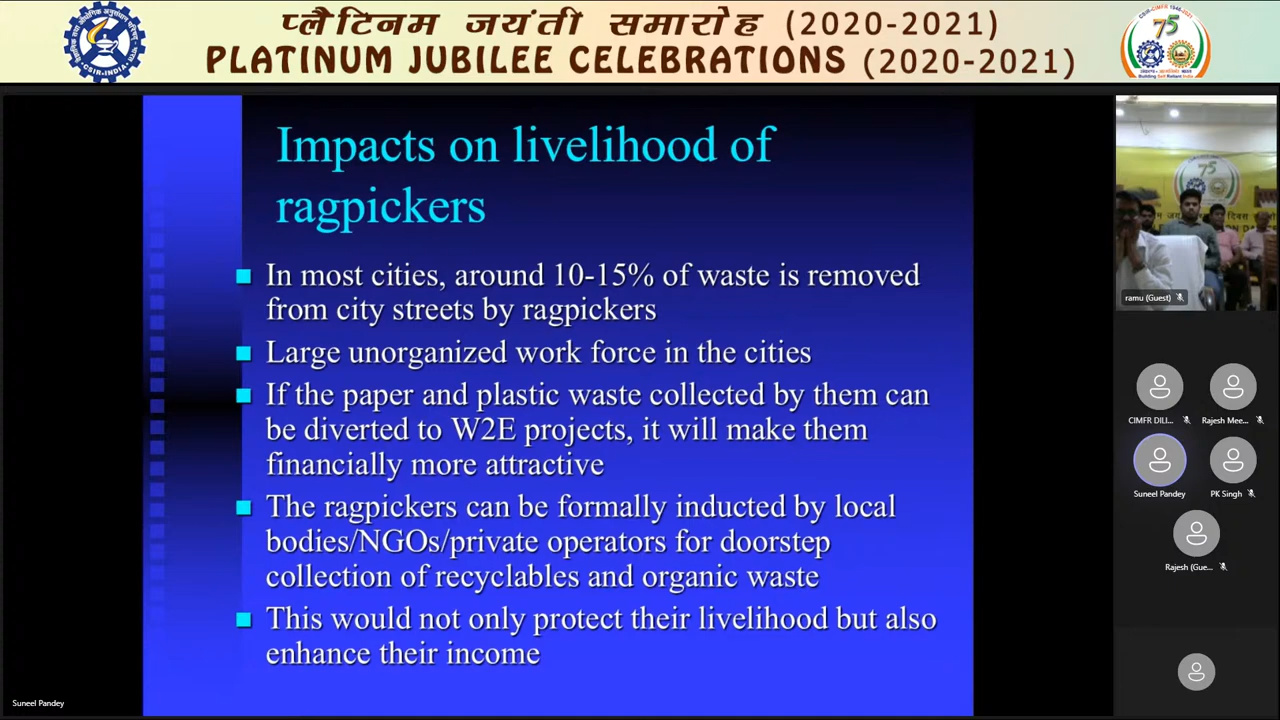 प्लैटिनम जयंती समारोह (2020-2021)
PLATINUM JUBILEE CELEBRATIONS (2020-2021)
CSIR-INDIA
75
Impacts on livelihood of
ragpickers
In most cities, around 10-15% of waste is removed
from city streets by ragpickers
Large unorganized work force in the cities
If the paper and plastic waste collected by them can
be diverted to W2E projects, it will make them
financially more attractive
The ragpickers can be formally inducted by local
bodies/NGOs/private operators for doorstep
collection of recyclables and organic waste
This would not only protect their livelihood but also
enhance their income
75
ramu (Guest)
CIMFR DILI...
Rajesh Mee...
Suneel Pandey
PK Singh
Rajesh (Gue...
Suneel Pandey